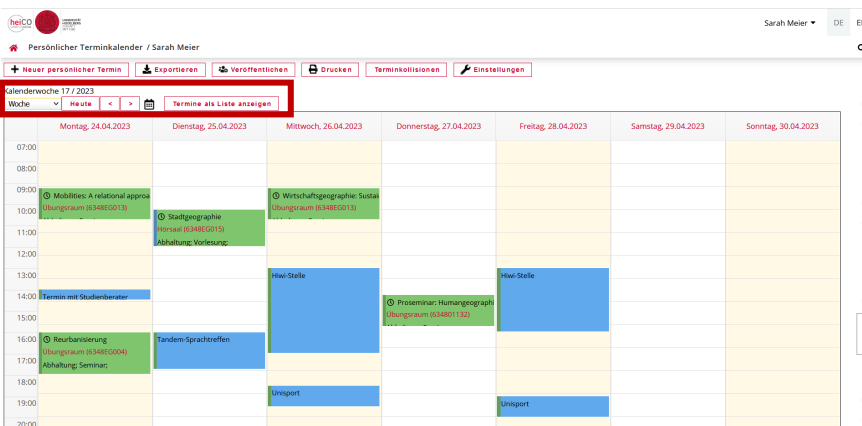 heiCO
Sarah Meier
DE
Persönlicher Terminkalender / Sarah Meier
Neuer persönlicher Termin
Exportieren
Veröffentlichen
Drucken
Terminkollisionen
Einstellungen
Kalenderwoche 17 / 2023
Woche
Heute
<
>
Termine als Liste anzeigen
Montag, 24.04.2023
Dienstag, 25.04.2023
Mittwoch, 26.04.2023
Donnerstag, 27.04.2023
Freitag, 28.04.2023
Samstag, 29.04.2023
Sonntag, 30.04.2023
07:00
08:00
09:00
Mobilities: A relational approa
Übungsraum (6348EG013)
Wirtschaftsgeographie: Sustai
Übungsraum (6348EG013)
10:00
Stadtgeographie
Hörsaal (6348EG015)
Abhaltung; Vorlesung;
11:00
12:00
13:00
Hiwi-Stelle
Hiwi-Stelle
14:00
Termin mit Studienberater
Proseminar: Humangeographi
Übungsraum (634801132)
15:00
16:00
Reurbanisierung
Übungsraum (6348EG004)
Abhaltung; Seminar;
Tandem-Sprachtreffen
17:00
18:00
Unisport
19:00
Unisport
20:00